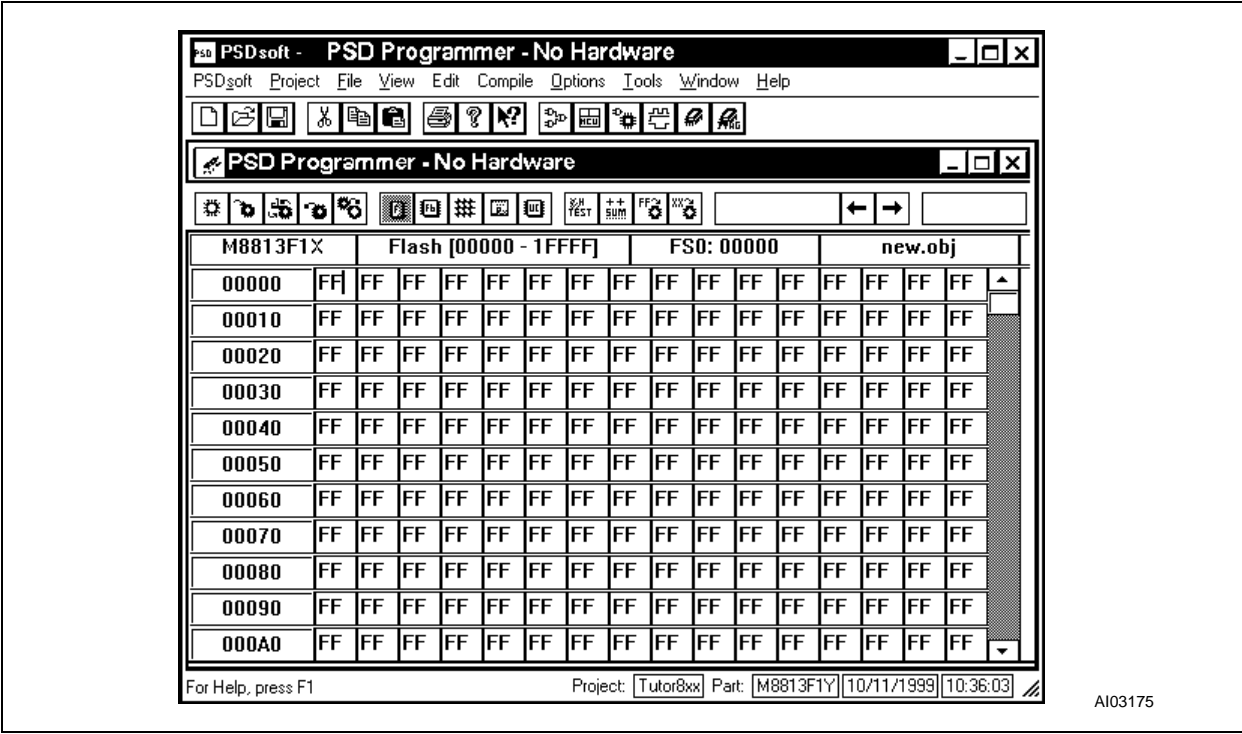 PSD PSDsoft - PSD Programmer - No Hardware
PSDsoft Project File View Edit Compile Options Tools Window Help
MCU
PSD Programmer - No Hardware
TEST ++ SUM FF XX
M8813F1X Flash [00000 - 1FFFF] FS0: 00000 new.obj
00000 FF FF FF FF FF FF FF FF FF FF FF FF FF FF FF FF
00010 FF FF FF FF FF FF FF FF FF FF FF FF FF FF FF FF
00020 FF FF FF FF FF FF FF FF FF FF FF FF FF FF FF FF
00030 FF FF FF FF FF FF FF FF FF FF FF FF FF FF FF FF
00040 FF FF FF FF FF FF FF FF FF FF FF FF FF FF FF FF
00050 FF FF FF FF FF FF FF FF FF FF FF FF FF FF FF FF
00060 FF FF FF FF FF FF FF FF FF FF FF FF FF FF FF FF
00070 FF FF FF FF FF FF FF FF FF FF FF FF FF FF FF FF
00080 FF FF FF FF FF FF FF FF FF FF FF FF FF FF FF FF
00090 FF FF FF FF FF FF FF FF FF FF FF FF FF FF FF FF
000A0 FF FF FF FF FF FF FF FF FF FF FF FF FF FF FF FF
For Help, press F1 Project: Tutor8xx Part: M8813F1Y 10/11/1999 10:36:03
AI03175